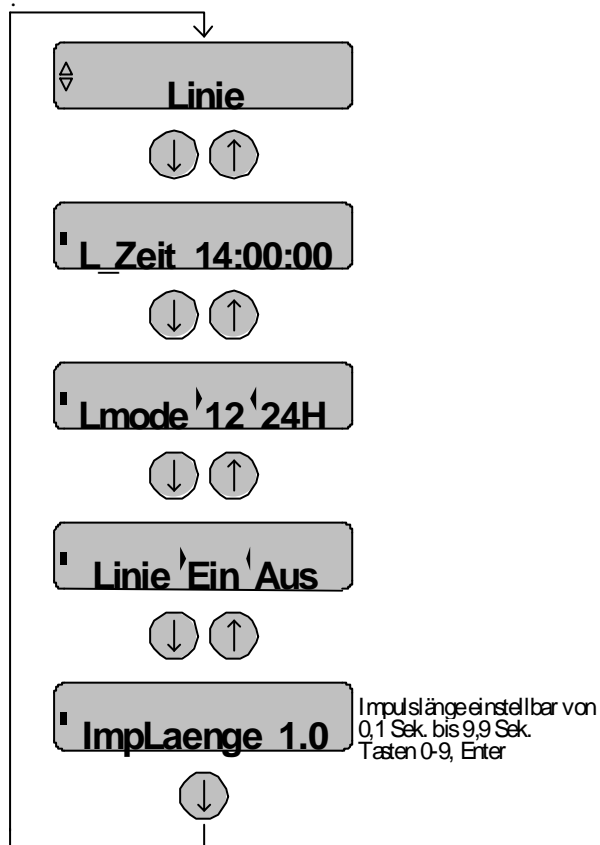 Linie
L_Zeit 14:00:00
Lmode 12 24H
Linie Ein Aus
ImpLaenge 1.0
Impulslänge einstellbar von
0,1 Sek. bis 9,9 Sek.
Tasten 0-9, Enter